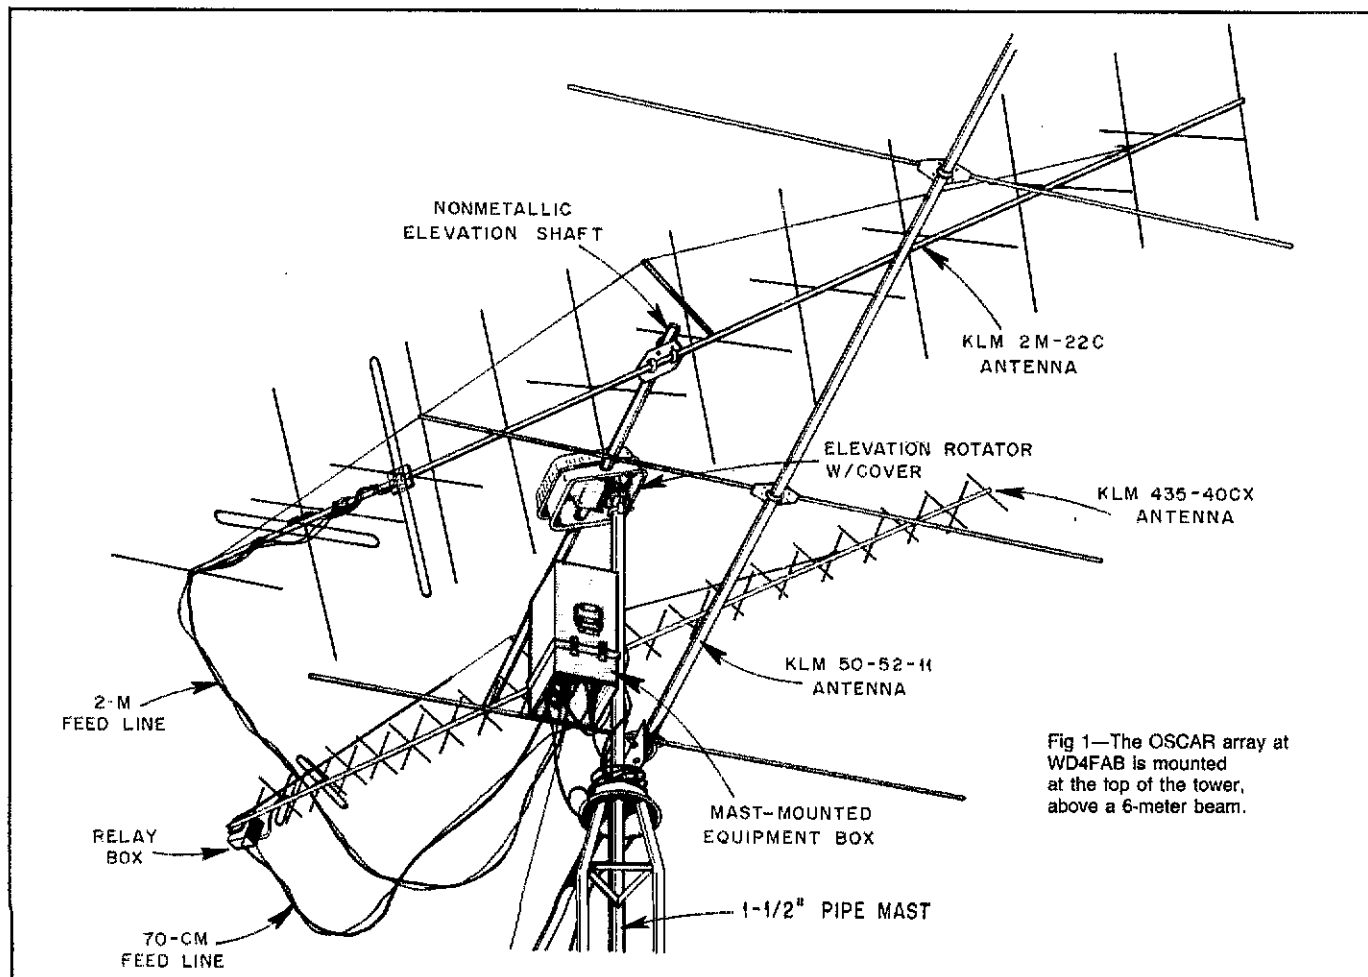 NONMETALLIC
ELEVATION SHAFT
KLM 2M-22C
ANTENNA
ELEVATION ROTATOR
W/COVER
KLM 435-40CX
ANTENNA
KLM 50-52-11
ANTENNA
2-M
FEED LINE
Fig 1—The OSCAR array at
WD4FAB is mounted
at the top of the tower,
above a 6-meter beam.
MAST-MOUNTED
EQUIPMENT BOX
RELAY
BOX
1-1/2" PIPE MAST
70-CM
FEED LINE